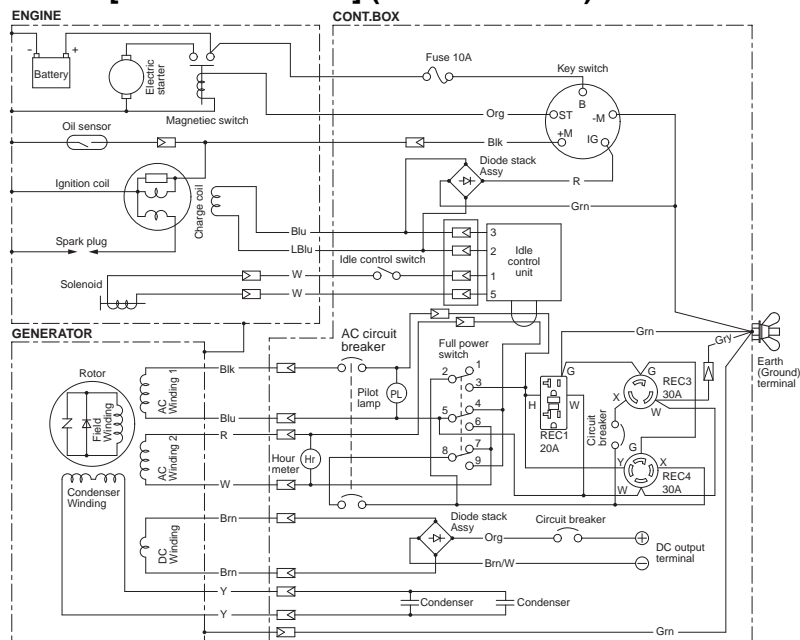 ENGINE
CONT.BOX
- +
Battery
Electric starter
Magnetiec switch
Fuse 10A
Key switch
B
Org
ST
-M
Oil sensor
Blk
+M
IG
Diode stack Assy
R
Ignition coil
Charge coil
Grn
Blu
3
LBlu
2
Idle control unit
Spark plug
Idle control switch
W
1
Solenoid
W
5
GENERATOR
AC circuit breaker
Full power switch
Grn
Gry
Earth (Ground) terminal
Rotor
Field Winding
AC Winding 1
Blk
Pilot lamp
PL
1
2
3
G
G
REC3
30A
X
W
H
W
REC1
20A
Circuit breaker
Blu
5
4
6
R
AC Winding 2
Hour meter
Hr
7
8
9
G
Y
X
REC4
30A
W
W
Condenser Winding
Brn
DC Winding
Diode stack Assy
Circuit breaker
Org
+
DC output terminal
Brn/W
−
Brn
Y
Condenser
Condenser
Y
Grn